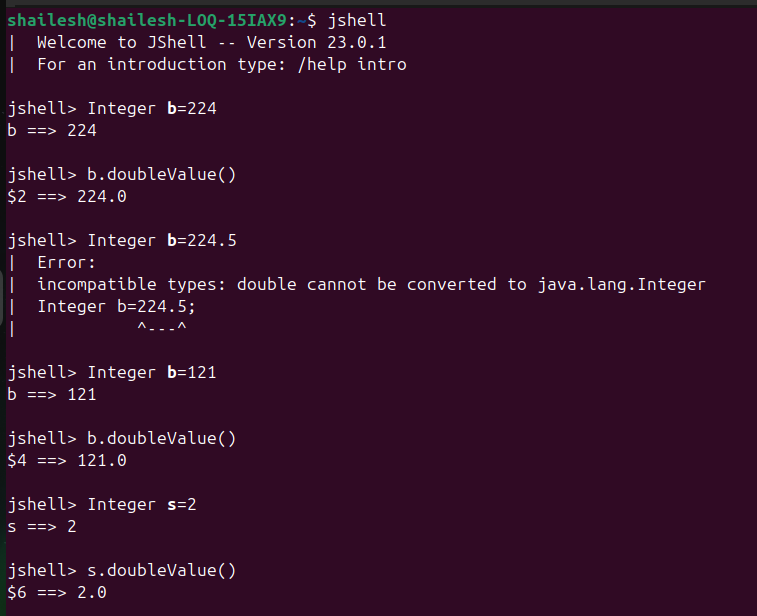 shailesh@shailesh-LOQ-15IAX9:~$ jshell
|  Welcome to JShell -- Version 23.0.1
|  For an introduction type: /help intro

jshell> Integer b=224
b ==> 224

jshell> b.doubleValue()
$2 ==> 224.0

jshell> Integer b=224.5
|  Error:
|  incompatible types: double cannot be converted to java.lang.Integer
|  Integer b=224.5;
|            ^---^

jshell> Integer b=121
b ==> 121

jshell> b.doubleValue()
$4 ==> 121.0

jshell> Integer s=2
s ==> 2

jshell> s.doubleValue()
$6 ==> 2.0